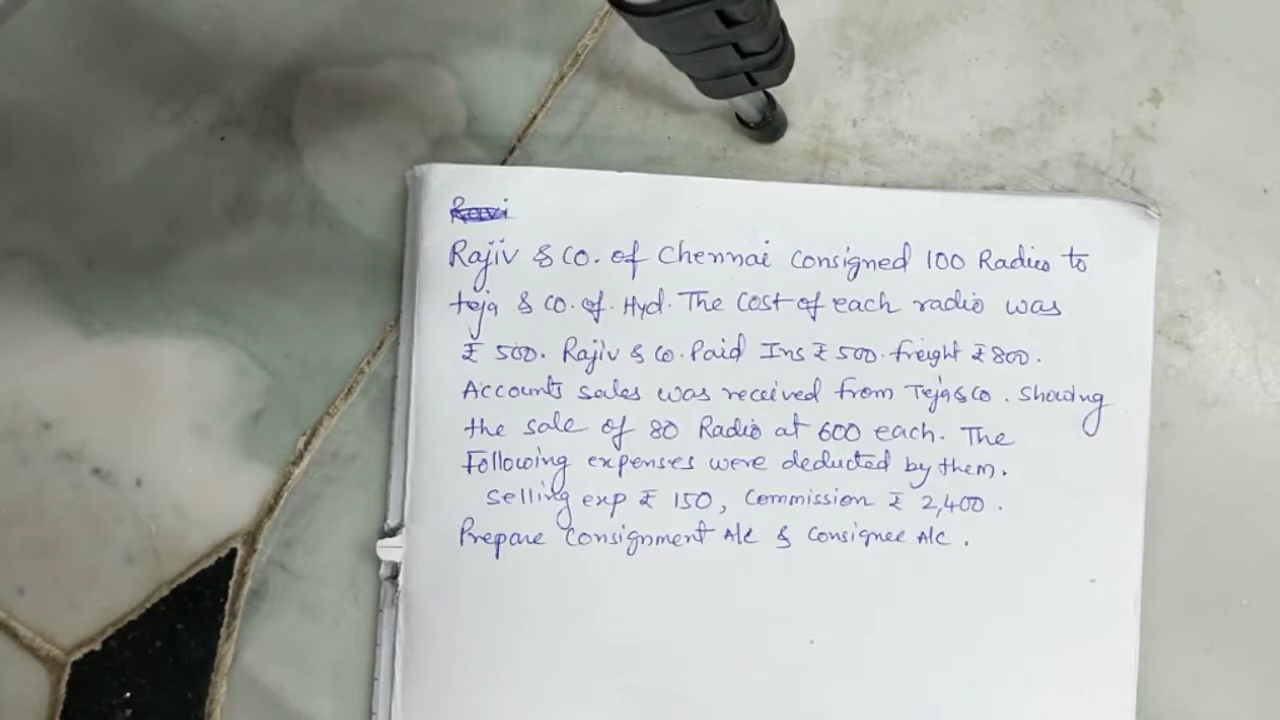 Ravi
Rajiv & co. of Chennai consigned 100 Radios to
teja & co. of. Hyd. The cost of each radio was
₹ 500. Rajiv & co. Paid Ins ₹ 500. freight ₹ 800.
Accounts sales was received from Teja & co. showing
the sale of 80 Radio at 600 each. The
following expenses were deducted by them.
selling exp ₹ 150, Commission ₹ 2,400.
Prepare consignment A/c & consignee A/c.